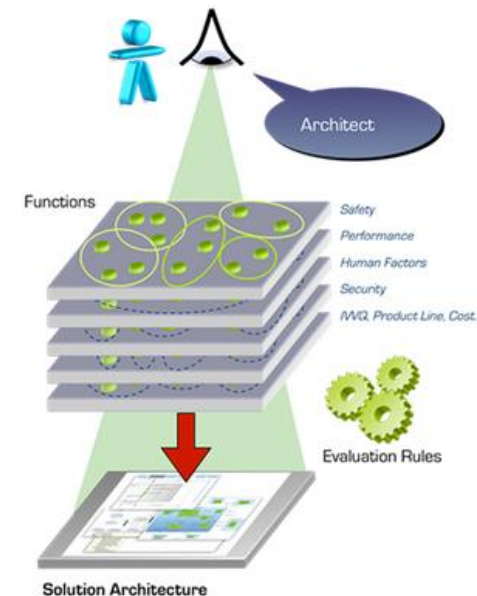 Architect
Functions
Safety
Performance
Human Factors
Security
IVVQ, Product Line, Cost.
Evaluation Rules
Solution Architecture